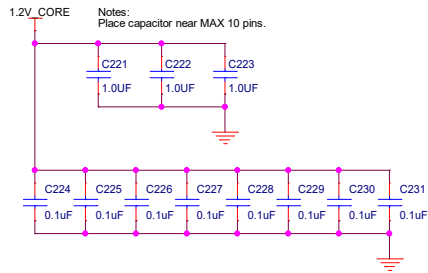 1.2V_CORE
Notes:
Place capacitor near MAX 10 pins.
C221 C222 C223
1.0UF 1.0UF 1.0UF
C224 C225 C226 C227 C228 C229 C230 C231
0.1uF 0.1uF 0.1uF 0.1uF 0.1uF 0.1uF 0.1uF 0.1uF